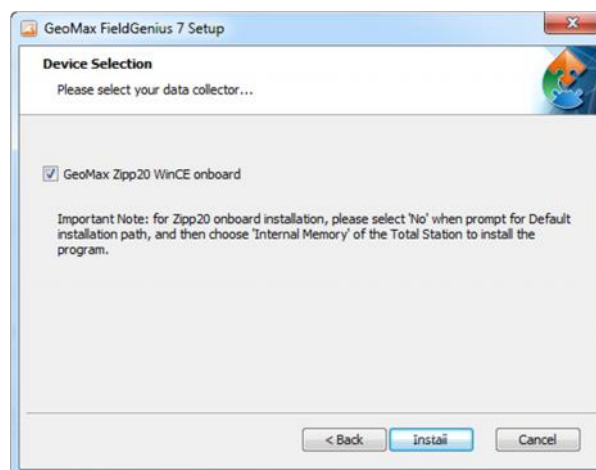 GeoMax FieldGenius 7 Setup
Device Selection
Please select your data collector...
GeoMax Zipp20 WinCE onboard
Important Note: for Zipp20 onboard installation, please select 'No' when prompt for Default
installation path, and then choose 'Internal Memory' of the Total Station to install the
program.
< Back
Install
Cancel